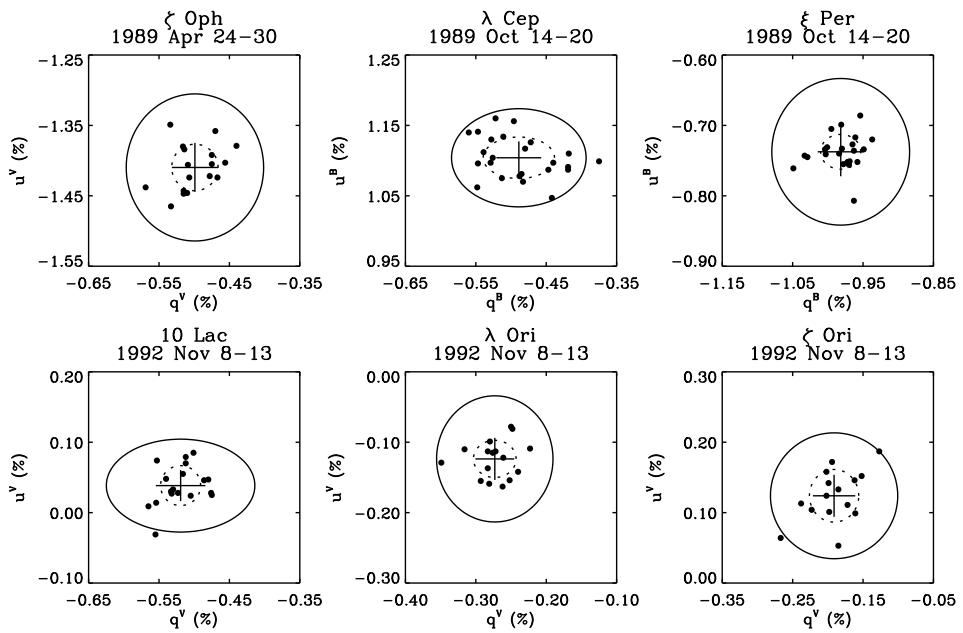 ζ Oph
1989 Apr 24-30
λ Cep
1989 Oct 14-20
ξ Per
1989 Oct 14-20
-1.25
-1.35
-1.45
-1.55
u^V (%)
-0.65 -0.55 -0.45 -0.35
q^V (%)
1.25
1.15
1.05
0.95
u^B (%)
-0.65 -0.55 -0.45 -0.35
q^B (%)
-0.60
-0.70
-0.80
-0.90
u^B (%)
-1.15 -1.05 -0.95 -0.85
q^B (%)
10 Lac
1992 Nov 8-13
λ Ori
1992 Nov 8-13
ζ Ori
1992 Nov 8-13
0.20
0.10
0.00
-0.10
u^V (%)
-0.65 -0.55 -0.45 -0.35
q^V (%)
0.00
-0.10
-0.20
-0.30
u^V (%)
-0.40 -0.30 -0.20 -0.10
q^V (%)
0.30
0.20
0.10
0.00
u^V (%)
-0.35 -0.25 -0.15 -0.05
q^V (%)